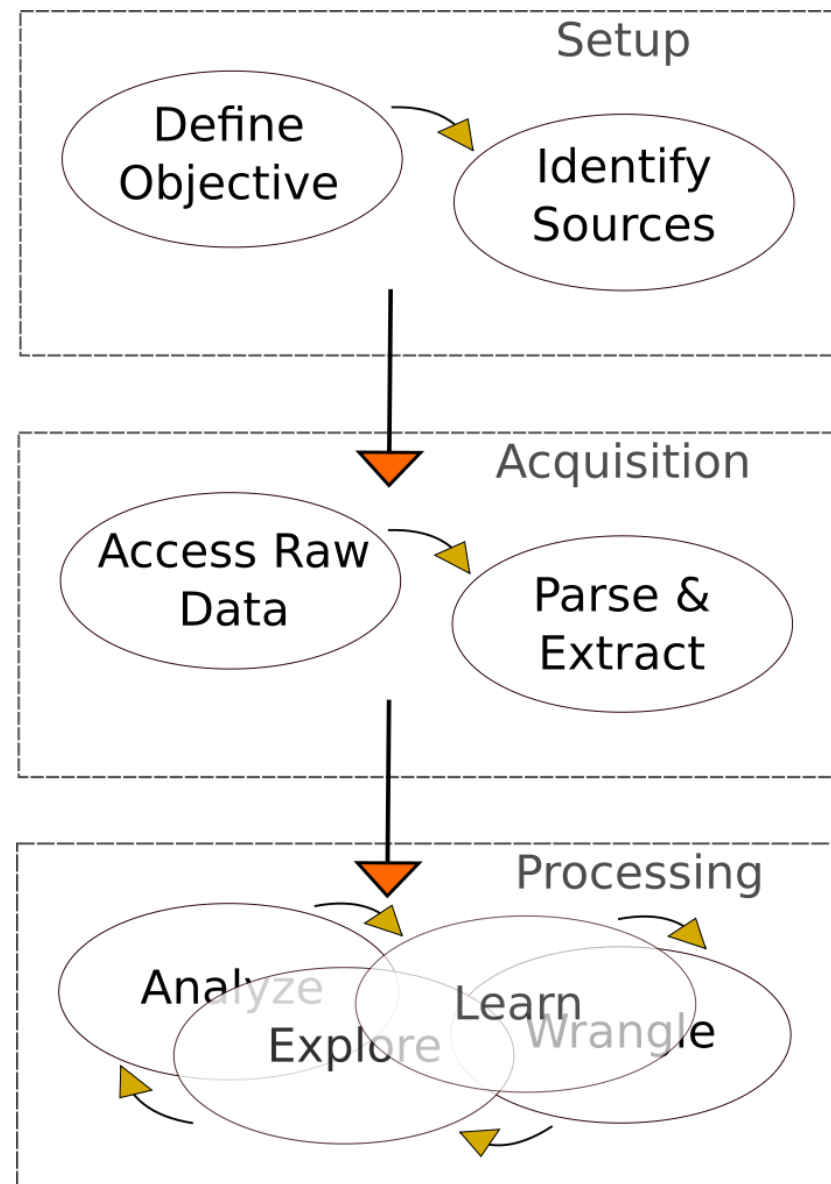 Setup
Define
Objective
Identify
Sources
Acquisition
Access Raw
Data
Parse &
Extract
Processing
Analyze
Learn
Explore
Wrangle